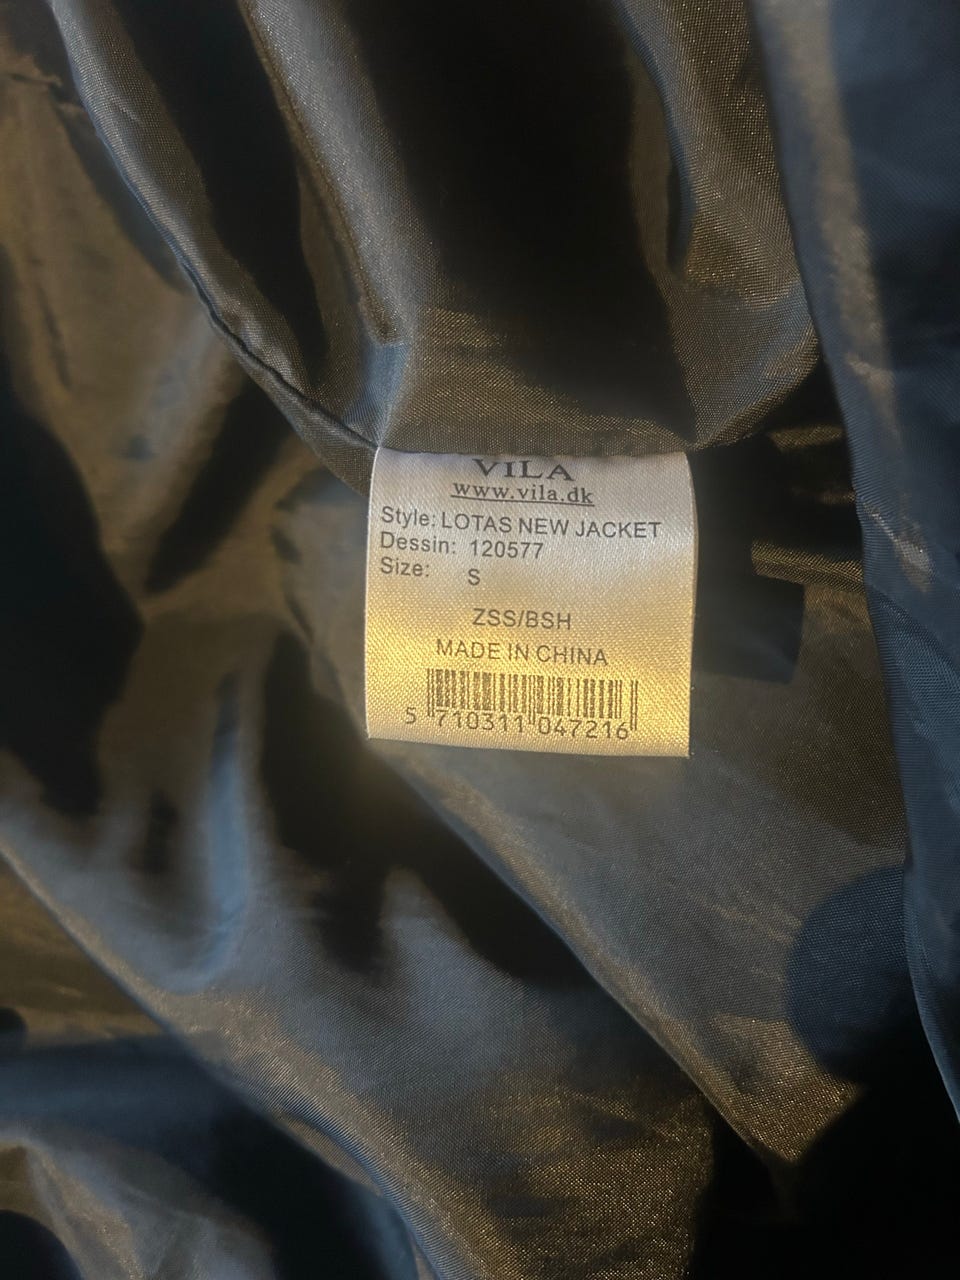 VILA
www.vila.dk
Style: LOTAS NEW JACKET
Dessin: 120577
Size: S
ZSS/BSH
MADE IN CHINA
5 710311 047216